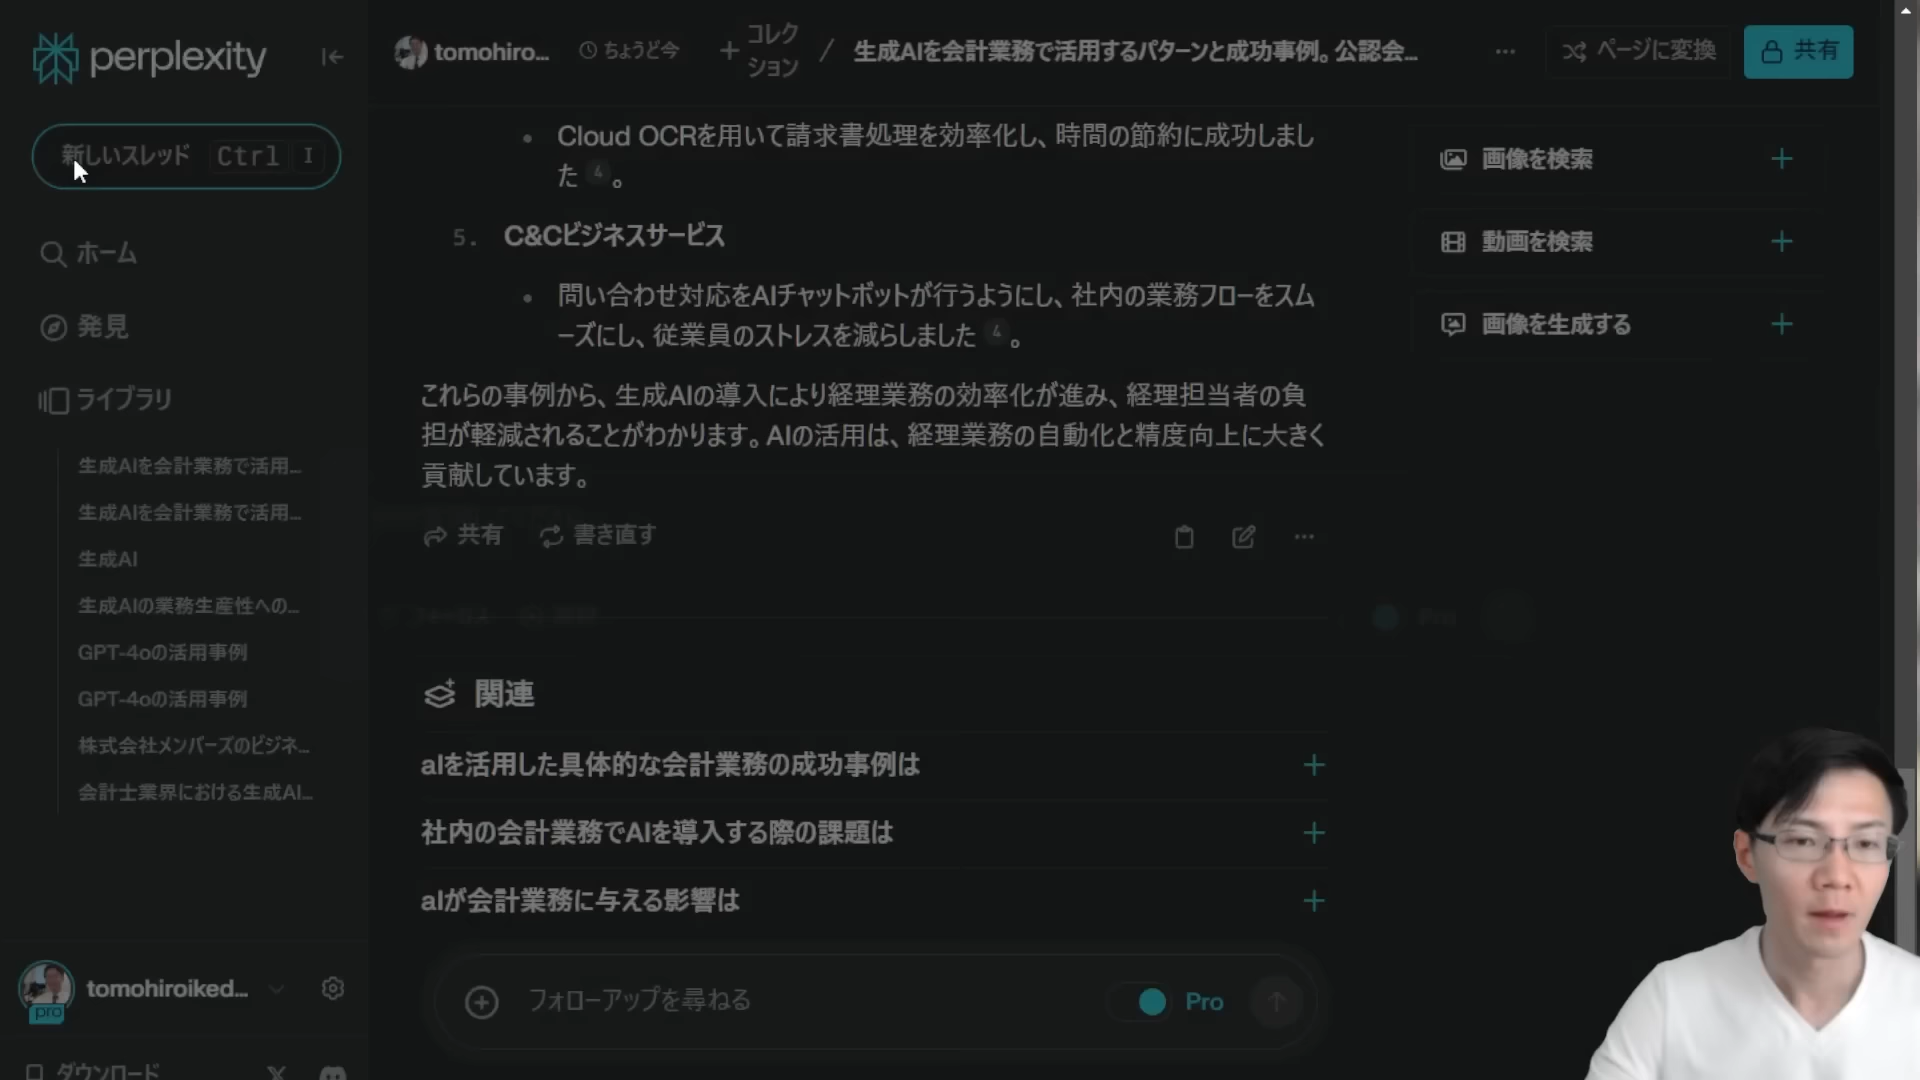 perplexity
新しいスレッド Ctrl I
ホーム
発見
ライブラリ
生成AIを会計業務で活用...
生成AIを会計業務で活用...
生成AI
生成AIの業務生産性への...
GPT-4oの活用事例
GPT-4oの活用事例
株式会社メンバーズのビジネ...
会計士業界における生成AI...
tomohiroiked...
pro
ダウンロード
tomohiro...
ちょうど今
コレク
ション
/
生成AIを会計業務で活用するパターンと成功事例。公認会...
ページに変換
共有
Cloud OCRを用いて請求書処理を効率化し、時間の節約に成功しまし
た 4 。
5. C&Cビジネスサービス
問い合わせ対応をAIチャットボットが行うようにし、社内の業務フローをスム
ーズにし、従業員のストレスを減らしました 4 。
これらの事例から、生成AIの導入により経理業務の効率化が進み、経理担当者の負
担が軽減されることがわかります。AIの活用は、経理業務の自動化と精度向上に大きく
貢献しています。
共有
書き直す
関連
aIを活用した具体的な会計業務の成功事例は
社内の会計業務でAIを導入する際の課題は
aIが会計業務に与える影響は
フォローアップを尋ねる
Pro
画像を検索
動画を検索
画像を生成する